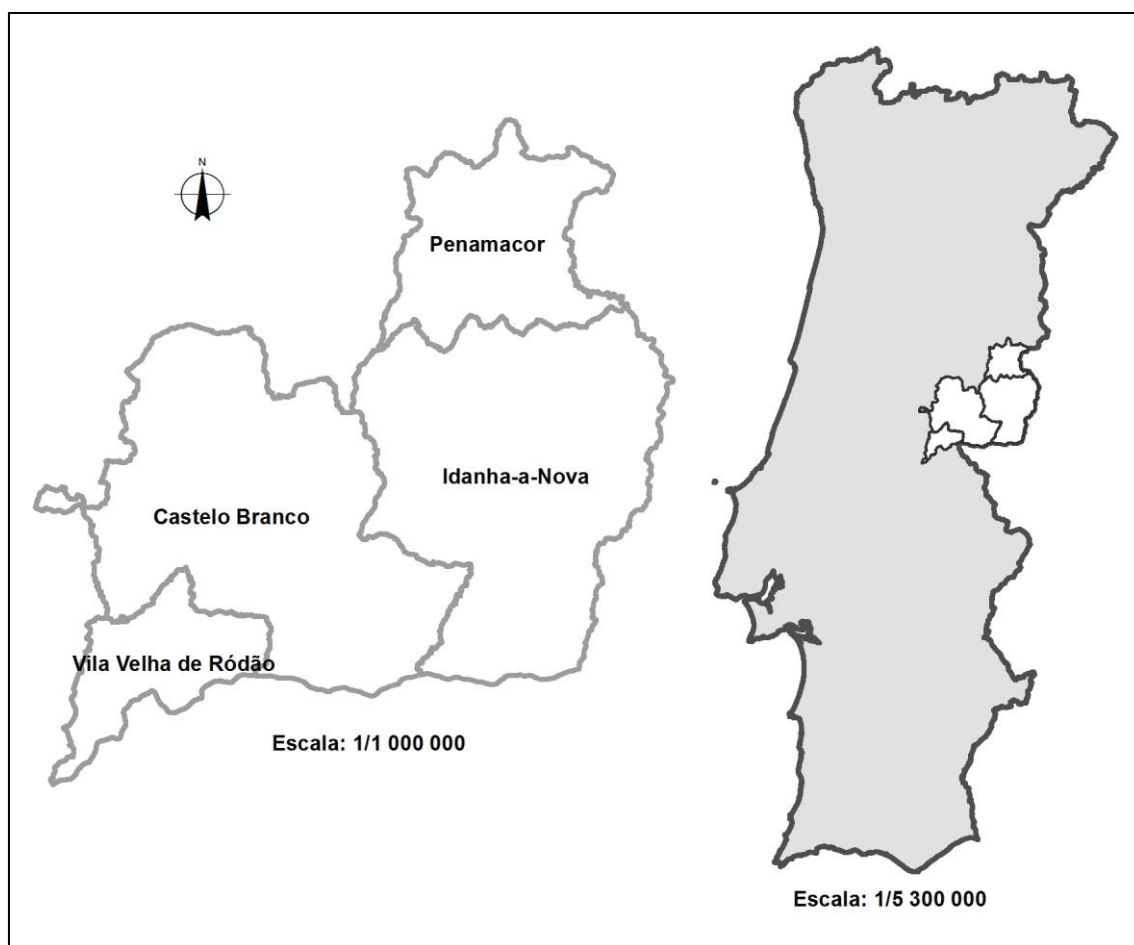 N
Penamacor
Idanha-a-Nova
Castelo Branco
Vila Velha de Ródão
Escala: 1/1 000 000
Escala: 1/5 300 000